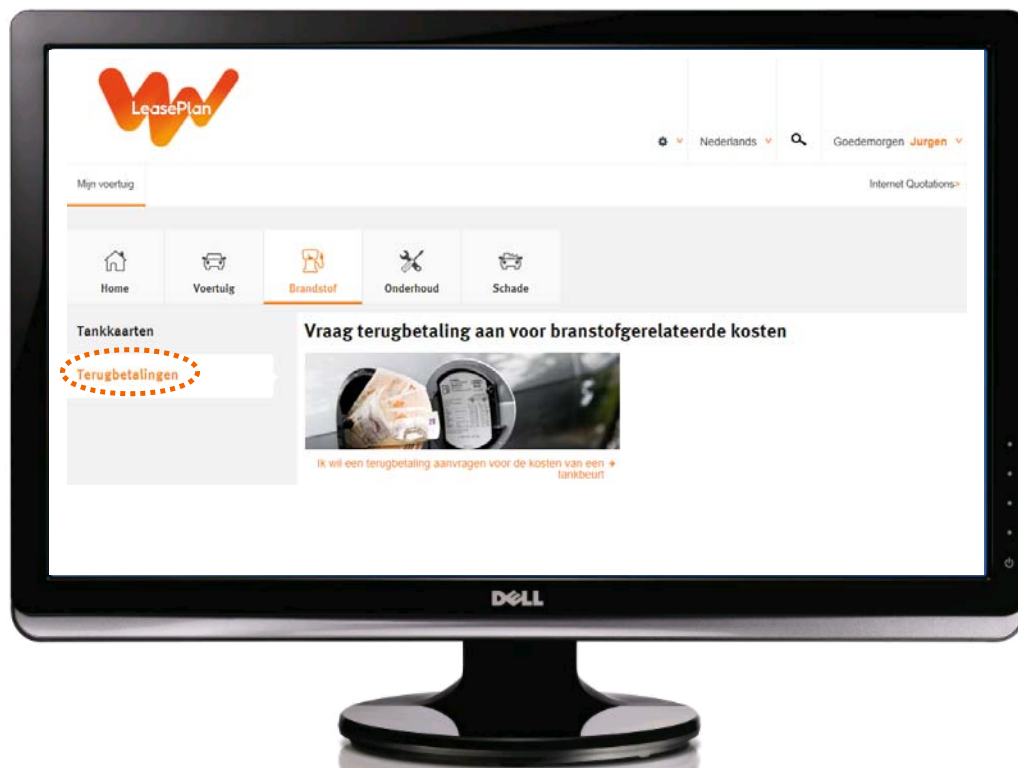 LeasePlan
Nederlands
Goedemorgen Jurgen
Mijn voertuig
Internet Quotations>
Home
Voertuig
Brandstof
Onderhoud
Schade
Tankkaarten
Terugbetalingen
Vraag terugbetaling aan voor branstofgerelateerde kosten
Ik wil een terugbetaling aanvragen voor de kosten van een
tankbeurt
DELL